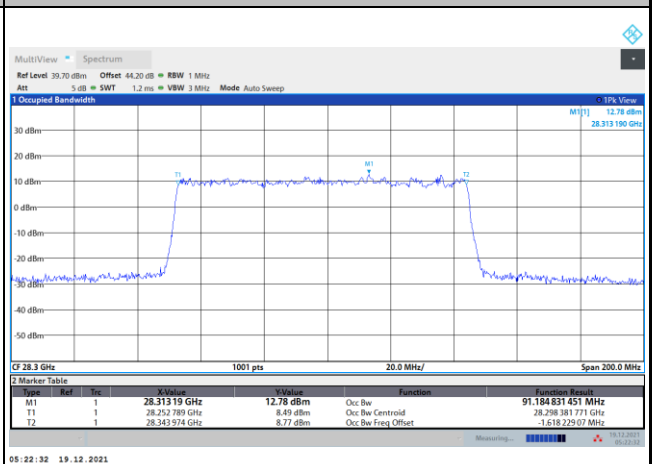 MultiView Spectrum
Ref Level 39.70 dBm Offset 44.20 dB RBW 1 MHz
Att 5 dB SWT 1.2 ms VBW 3 MHz Mode Auto Sweep
1 Occupied Bandwidth 1Pk View
M1[1] 12.78 dBm
28.313 190 GHz
30 dBm
20 dBm
M1
T1 T2
10 dBm
0 dBm
-10 dBm
-20 dBm
-30 dBm
-40 dBm
-50 dBm
CF 28.3 GHz 1001 pts 20.0 MHz/ Span 200.0 MHz
2 Marker Table
Type Ref Trc X-Value Y-Value Function Function Result
M1 1 28.313 19 GHz 12.78 dBm Occ Bw 91.184 831 451 MHz
T1 1 28.252 789 GHz 8.49 dBm Occ Bw Centroid 28.298 381 771 GHz
T2 1 28.343 974 GHz 8.77 dBm Occ Bw Freq Offset -1.618 229 07 MHz
Measuring... 19.12.2021
05:22:32
05:22:32 19.12.2021